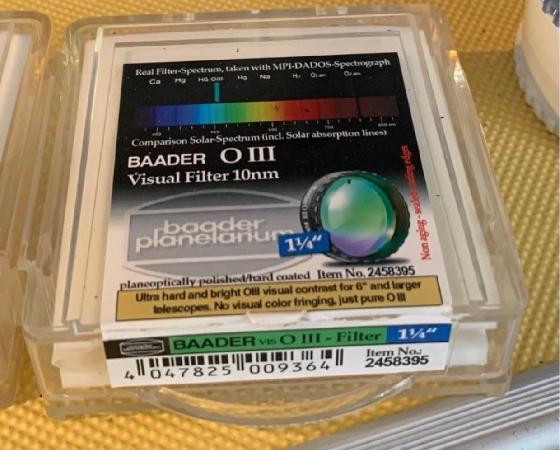 Real Filter-Spectrum, taken with MPI-DADOS-Spectrograph
Ca Hg Hß OIII Hg Na
Comparison Solar-Spectrum (incl. Solar absorption lines)
BAADER O III
Visual Filter 10nm
baader
planetarium
1¼"
Non aging - sealed coating edges
planeoptically polished/hard coated Item No. 2458395
Ultra hard and bright OIII visual contrast for 6" and larger
telescopes. No visual color fringing, just pure O III
BAADER VIS O III - Filter 1¼"
Item No.:
2458395
4 047825 009364